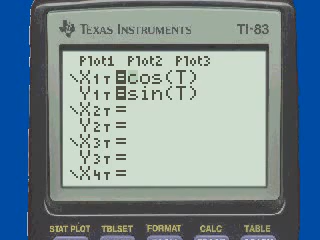 TEXAS INSTRUMENTS TI-83
Plot1 Plot2 Plot3
\X1T=cos(T)
Y1T=sin(T)
\X2T=
Y2T=
\X3T=
Y3T=
\X4T=
STAT PLOT TBLSET FORMAT CALC TABLE